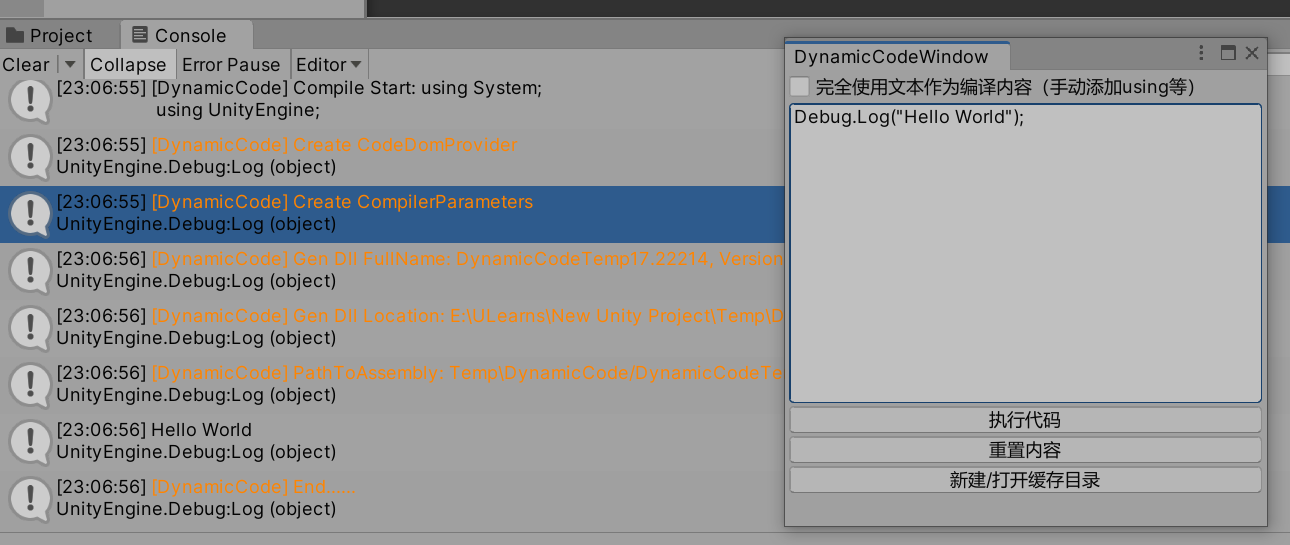 Project
Console
Clear
Collapse
Error Pause
Editor
[23:06:55] [DynamicCode] Compile Start: using System;
using UnityEngine;
[23:06:55] [DynamicCode] Create CodeDomProvider
UnityEngine.Debug:Log (object)
[23:06:55] [DynamicCode] Create CompilerParameters
UnityEngine.Debug:Log (object)
[23:06:56] [DynamicCode] Gen Dll FullName: DynamicCodeTemp17.22214, Version
UnityEngine.Debug:Log (object)
[23:06:56] [DynamicCode] Gen Dll Location: E:\ULearns\New Unity Project\Temp\D
UnityEngine.Debug:Log (object)
[23:06:56] [DynamicCode] PathToAssembly: Temp\DynamicCode/DynamicCodeTe
UnityEngine.Debug:Log (object)
[23:06:56] Hello World
UnityEngine.Debug:Log (object)
[23:06:56] [DynamicCode] End......
UnityEngine.Debug:Log (object)
DynamicCodeWindow
完全使用文本作为编译内容（手动添加using等）
Debug.Log("Hello World");
执行代码
重置内容
新建/打开缓存目录